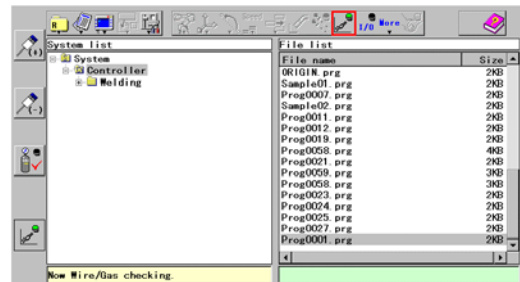 I/O More
(+)
(-)
System list
System
Controller
Welding
File list
File name Size
ORIGIN.prg 2KB
Sample01.prg 2KB
Prog0007.prg 2KB
Sample02.prg 2KB
Prog0011.prg 2KB
Prog0012.prg 2KB
Prog0019.prg 2KB
Prog0058.prg 4KB
Prog0021.prg 2KB
Prog0059.prg 3KB
Prog0058.prg 3KB
Prog0023.prg 2KB
Prog0024.prg 2KB
Prog0025.prg 2KB
Prog0027.prg 2KB
Prog0001.prg 2KB
Now Wire/Gas checking.